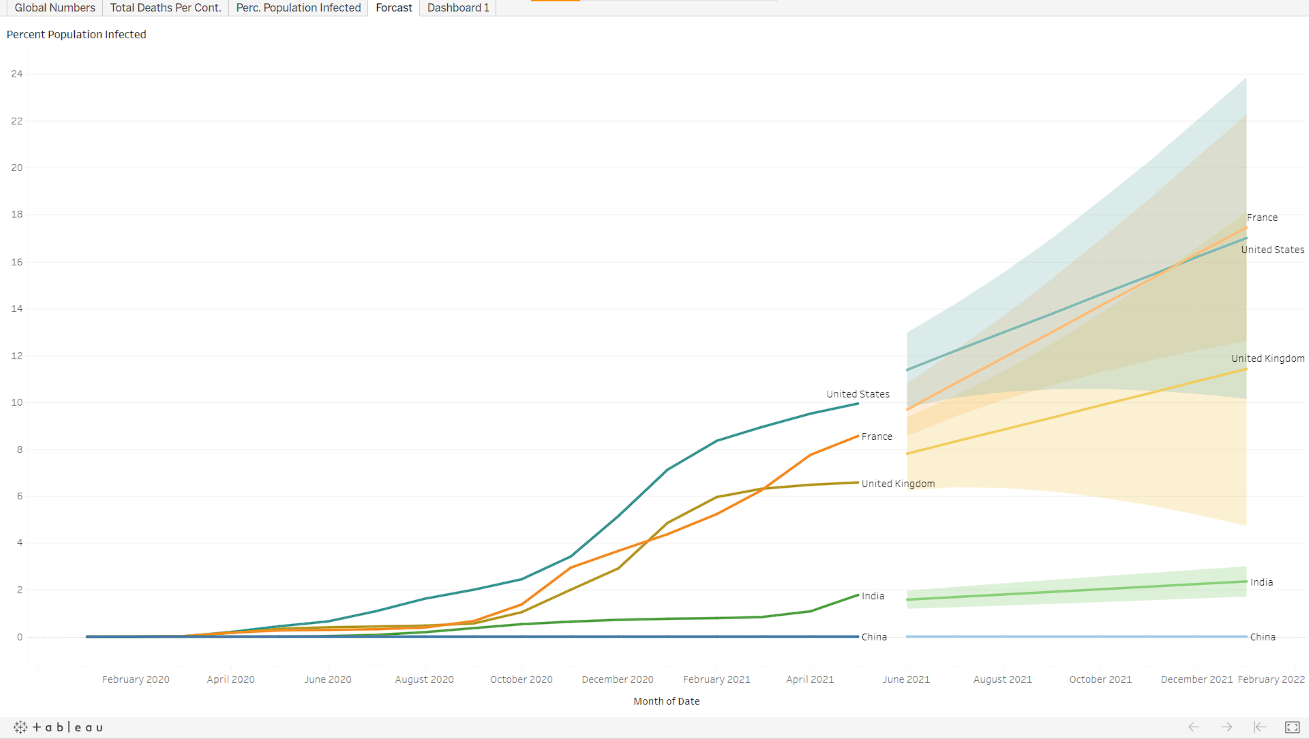 Global Numbers Total Deaths Per Cont. Perc. Population Infected Forcast Dashboard 1
Percent Population Infected
24
22
20
18
16
14
12
10
8
6
4
2
0
France
United States
United Kingdom
United States
France
United Kingdom
India
India
China
China
February 2020 April 2020 June 2020 August 2020 October 2020 December 2020 February 2021 April 2021 June 2021 August 2021 October 2021 December 2021 February 2022
Month of Date
+ a b l e a u